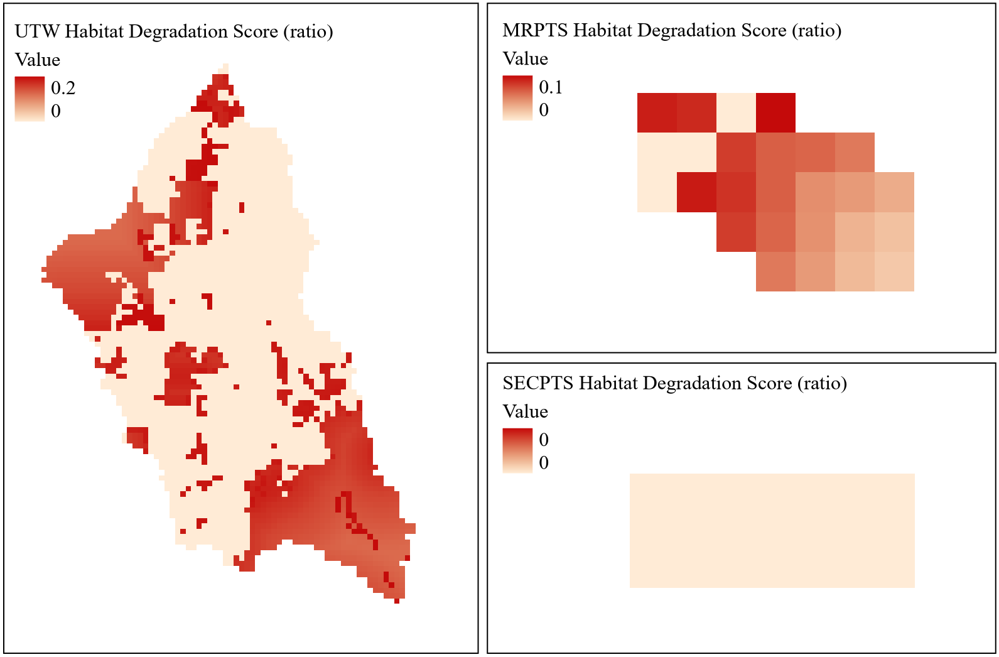 UTW Habitat Degradation Score (ratio)
Value
0.2
0
MRPTS Habitat Degradation Score (ratio)
Value
0.1
0
SECPTS Habitat Degradation Score (ratio)
Value
0
0